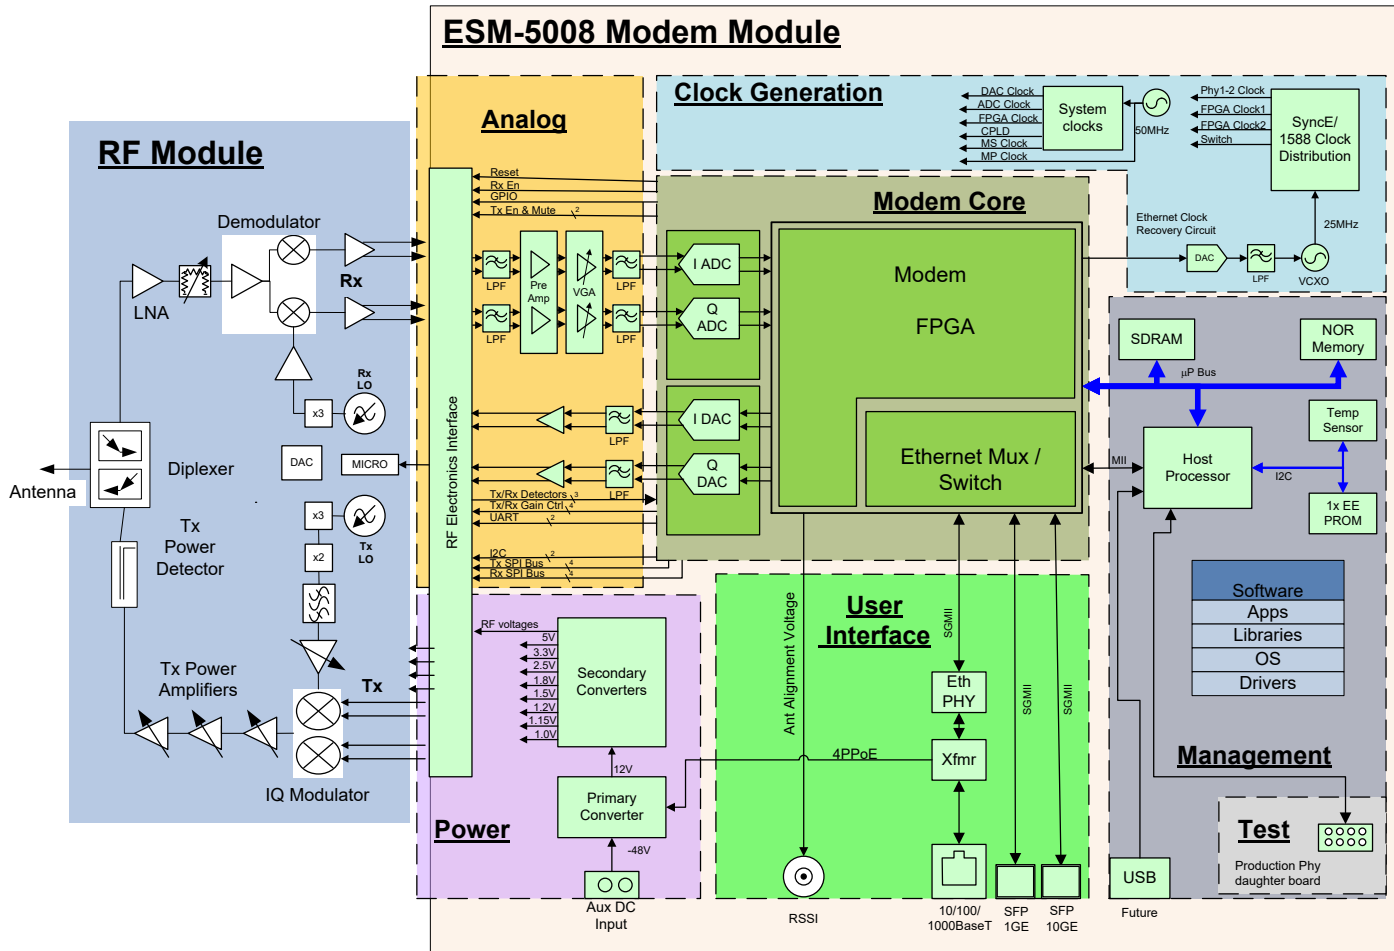 ESM-5008 Modem Module
RF Module
Demodulator
LNA
Rx
Rx
LO
x3
DAC
MICRO
Diplexer
Antenna
Tx
Power
Detector
x3
Tx
LO
x2
Tx Power
Amplifiers
Tx
IQ Modulator
Analog
RF Electronics Interface
Reset
Rx En
GPIO
Tx En & Mute
2
LPF
Pre
Amp
VGA
LPF
LPF
LPF
LPF
LPF
Tx/Rx Detectors
3
Tx/Rx Gain Ctrl
4
UART
2
I2C
2
Tx SPI Bus
4
Rx SPI Bus
4
Clock Generation
DAC Clock
ADC Clock
FPGA Clock
CPLD
MS Clock
MP Clock
System
clocks
50MHz
Phy1-2 Clock
FPGA Clock1
FPGA Clock2
Switch
SyncE/
1588 Clock
Distribution
25MHz
Ethernet Clock
Recovery Circuit
DAC
LPF
VCXO
Modem Core
I ADC
Q
ADC
I DAC
Q
DAC
Modem
FPGA
Ethernet Mux /
Switch
SDRAM
NOR
Memory
µP Bus
Temp
Sensor
MII
Host
Processor
I2C
1x EE
PROM
Software
Apps
Libraries
OS
Drivers
Management
Test
Production Phy
daughter board
USB
Future
Power
RF voltages
5V
3.3V
2.5V
1.8V
1.5V
1.2V
1.15V
1.0V
Secondary
Converters
12V
Primary
Converter
-48V
Aux DC
Input
User
Interface
Ant Alignment Voltage
SGMII
SGMII
SGMII
Eth
PHY
4PPoE
Xfmr
RSSI
10/100/
1000BaseT
SFP
1GE
SFP
10GE